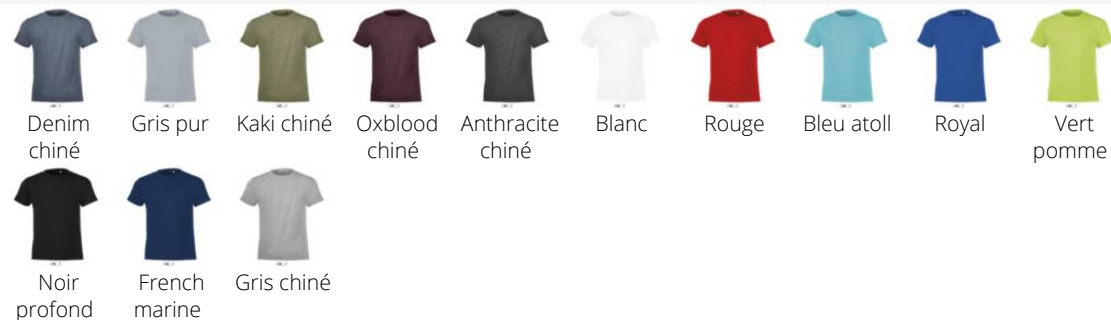 Denim chiné
Gris pur
Kaki chiné
Oxblood chiné
Anthracite chiné
Blanc
Rouge
Bleu atoll
Royal
Vert pomme
Noir profond
French marine
Gris chiné